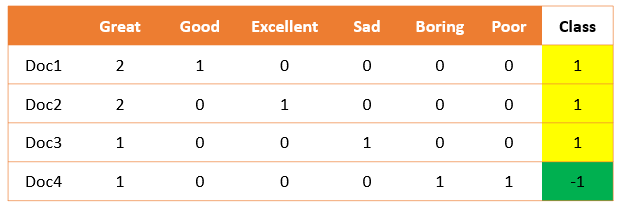 Great Good Excellent Sad Boring Poor Class
Doc1 2 1 0 0 0 0 1
Doc2 2 0 1 0 0 0 1
Doc3 1 0 0 1 0 0 1
Doc4 1 0 0 0 1 1 -1